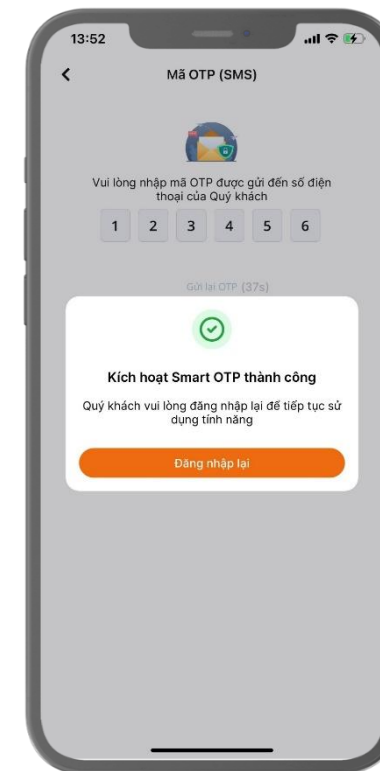 13:52
Mã OTP (SMS)
Vui lòng nhập mã OTP được gửi đến số điện
thoại của Quý khách
1 2 3 4 5 6
Gửi lại OTP (37s)
Kích hoạt Smart OTP thành công
Quý khách vui lòng đăng nhập lại để tiếp tục sử
dụng tính năng
Đăng nhập lại